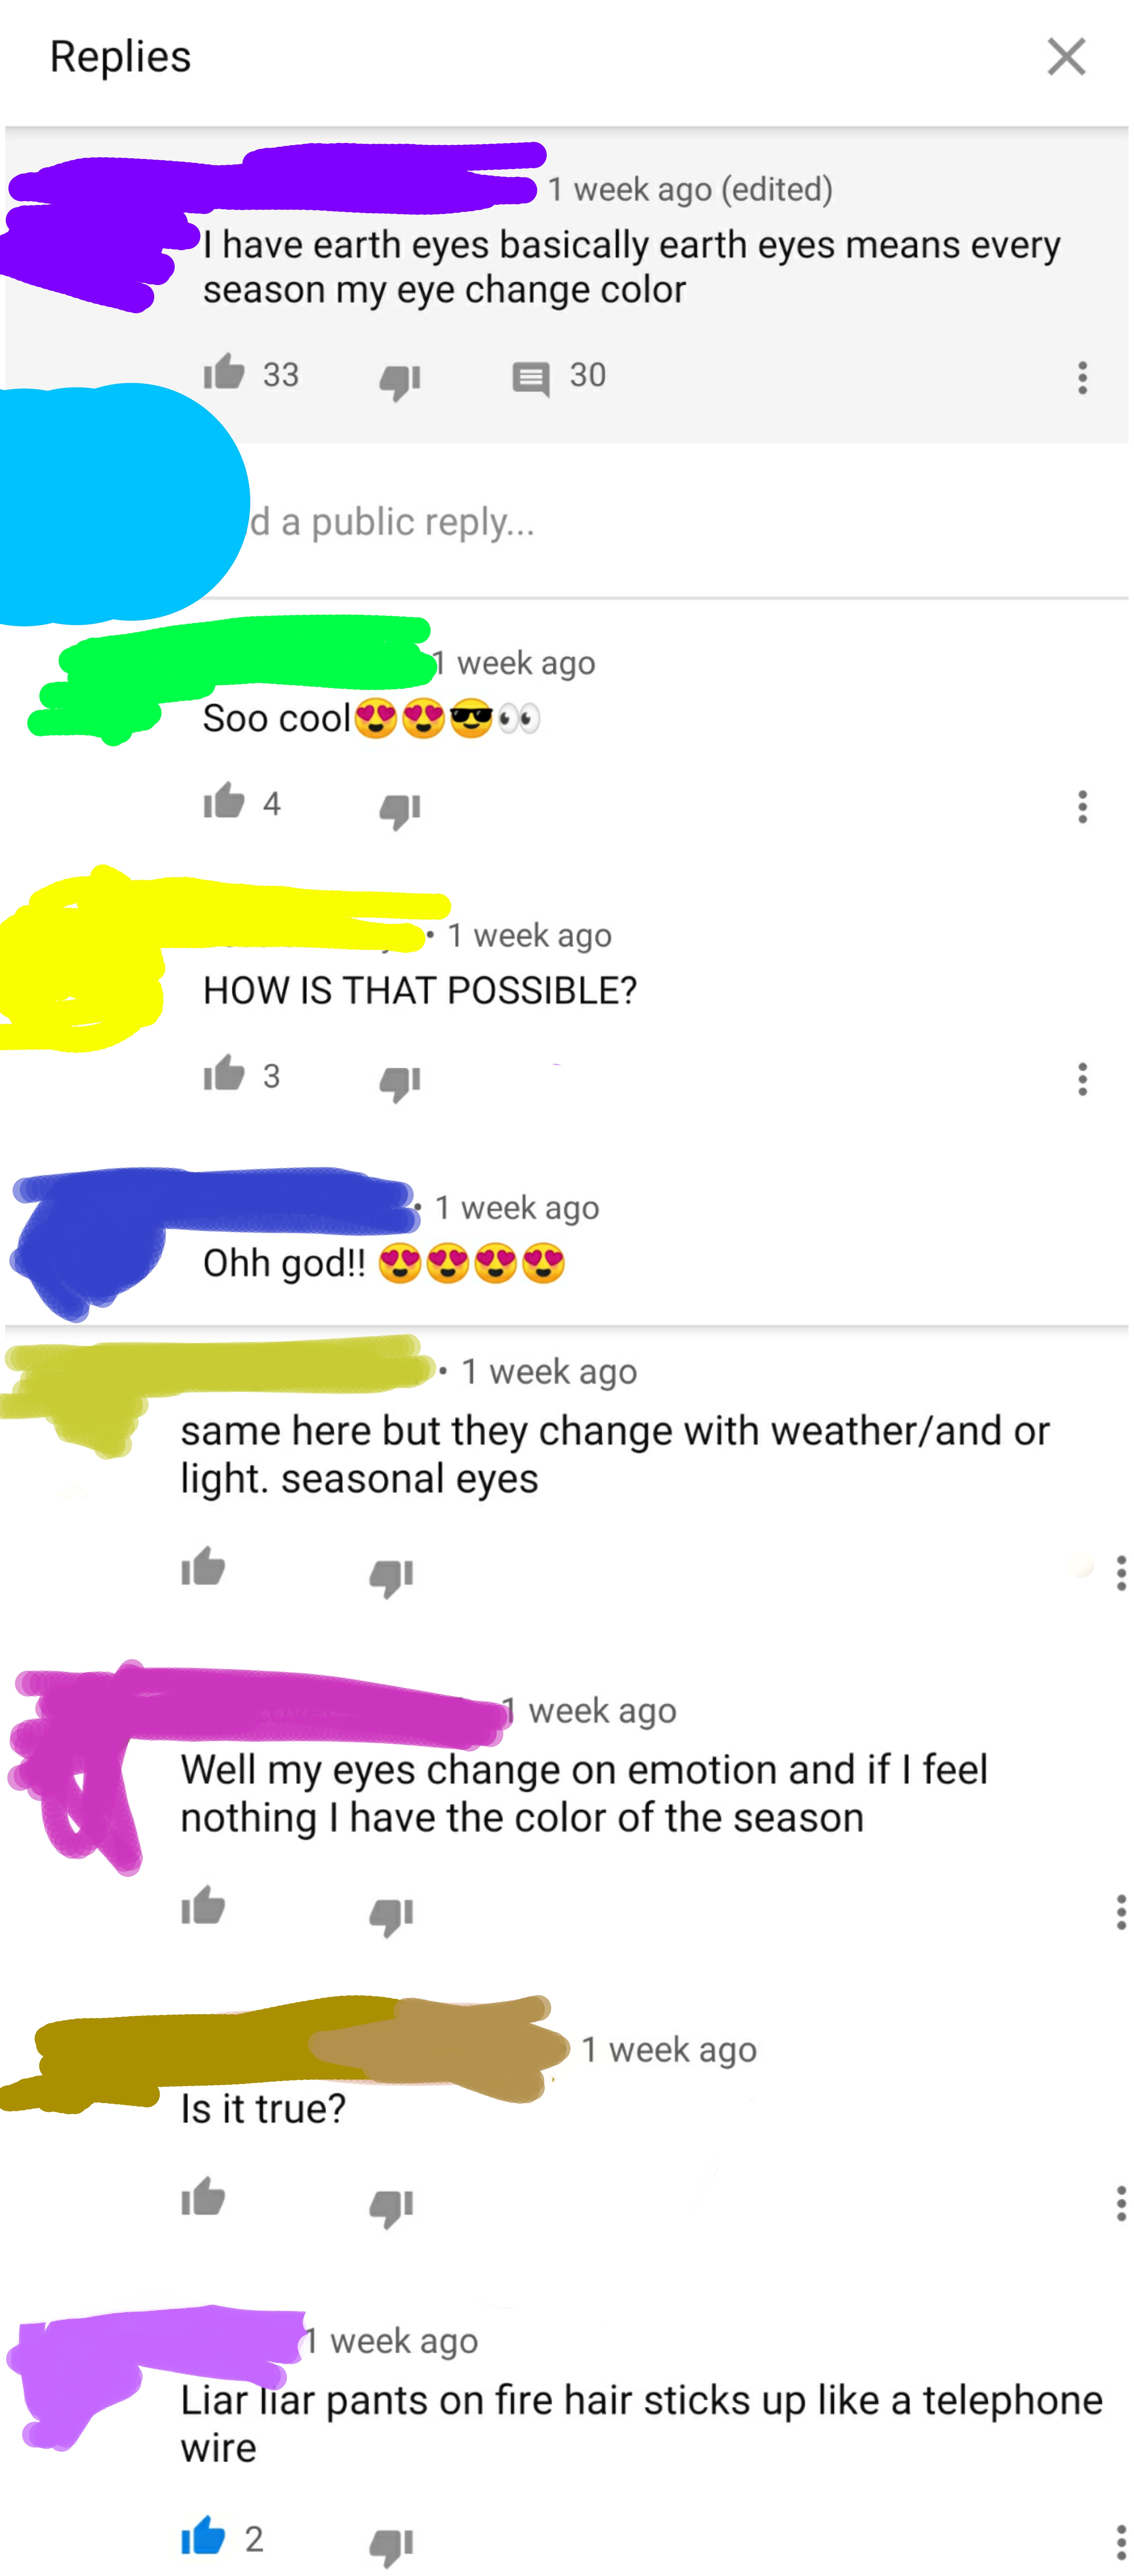 Replies
1 week ago (edited)
I have earth eyes basically earth eyes means every
season my eye change color
33 30
d a public reply...
1 week ago
Soo cool😍😍😎👀
4
• 1 week ago
HOW IS THAT POSSIBLE?
3
• 1 week ago
Ohh god!! 😍😍😍😍
• 1 week ago
same here but they change with weather/and or
light. seasonal eyes
1 week ago
Well my eyes change on emotion and if I feel
nothing I have the color of the season
1 week ago
Is it true?
1 week ago
Liar liar pants on fire hair sticks up like a telephone
wire
2